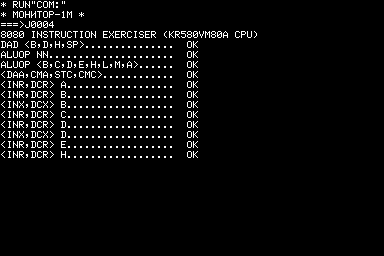 * RUN"COM:"
* МОНИТОР-1М *
===>J0004
8080 INSTRUCTION EXERCISER (KR580VM80A CPU)
DAD <B,D,H,SP>................ OK
ALUOP NN...................... OK
ALUOP <B,C,D,E,H,L,M,A>....... OK
<DAA,CMA,STC,CMC>............. OK
<INR,DCR> A................... OK
<INR,DCR> B................... OK
<INX,DCX> B................... OK
<INR,DCR> C................... OK
<INR,DCR> D................... OK
<INX,DCX> D................... OK
<INR,DCR> E................... OK
<INR,DCR> H................... OK